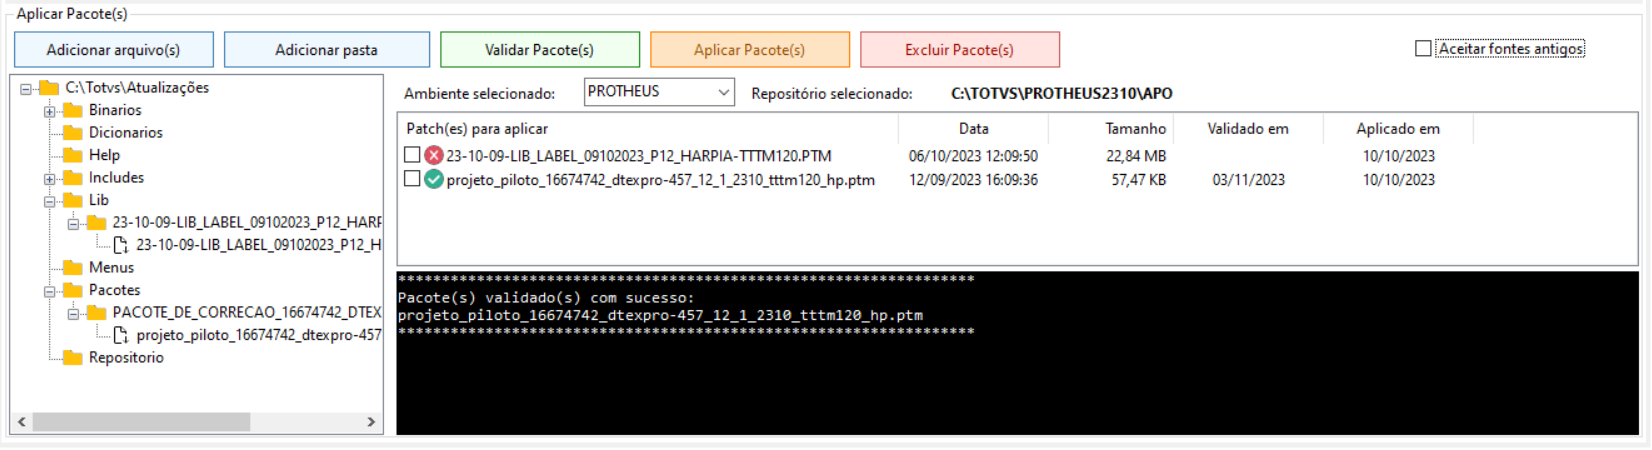 Aplicar Pacote(s)
Adicionar arquivo(s) Adicionar pasta Validar Pacote(s) Aplicar Pacote(s) Excluir Pacote(s) Aceitar fontes antigos
C:\Totvs\Atualizações
Binarios
Dicionarios
Help
Includes
Lib
23-10-09-LIB_LABEL_09102023_P12_HARF
23-10-09-LIB_LABEL_09102023_P12_H
Menus
Pacotes
PACOTE_DE_CORRECAO_16674742_DTEX
projeto_piloto_16674742_dtexpro-457
Repositorio
Ambiente selecionado: PROTHEUS Repositório selecionado: C:\TOTVS\PROTHEUS2310\APO
Patch(es) para aplicar Data Tamanho Validado em Aplicado em
23-10-09-LIB_LABEL_09102023_P12_HARPIA-TTTM120.PTM 06/10/2023 12:09:50 22,84 MB 10/10/2023
projeto_piloto_16674742_dtexpro-457_12_1_2310_tttm120_hp.ptm 12/09/2023 16:09:36 57,47 KB 03/11/2023 10/10/2023
******************************************************************
Pacote(s) validado(s) com sucesso:
projeto_piloto_16674742_dtexpro-457_12_1_2310_tttm120_hp.ptm
******************************************************************